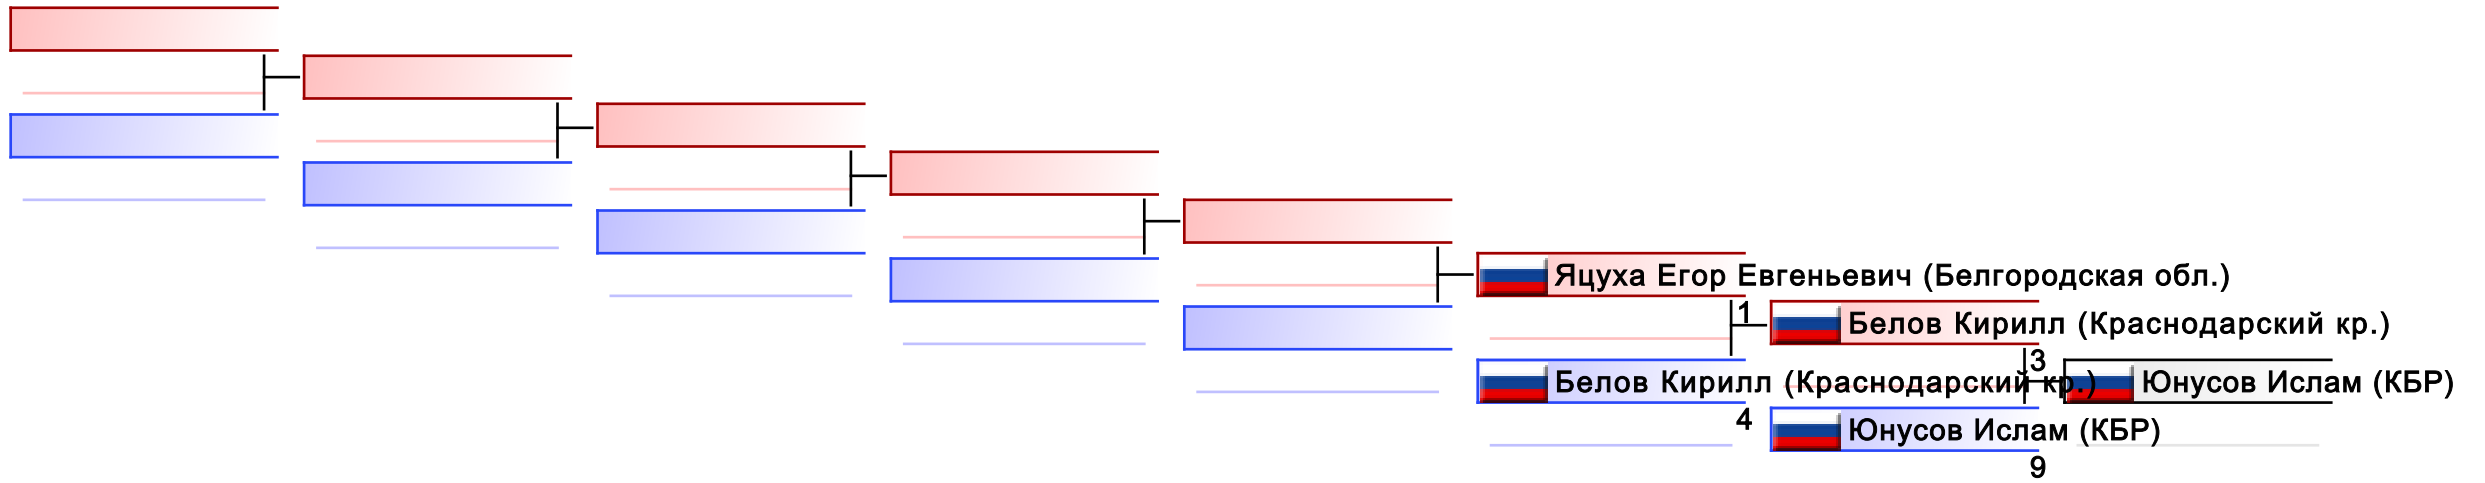 Яцуха Егор Евгеньевич (Белгородская обл.)
1
Белов Кирилл (Краснодарский кр.)
3
Белов Кирилл (Краснодарский кр.)
Юнусов Ислам (КБР)
4
Юнусов Ислам (КБР)
9